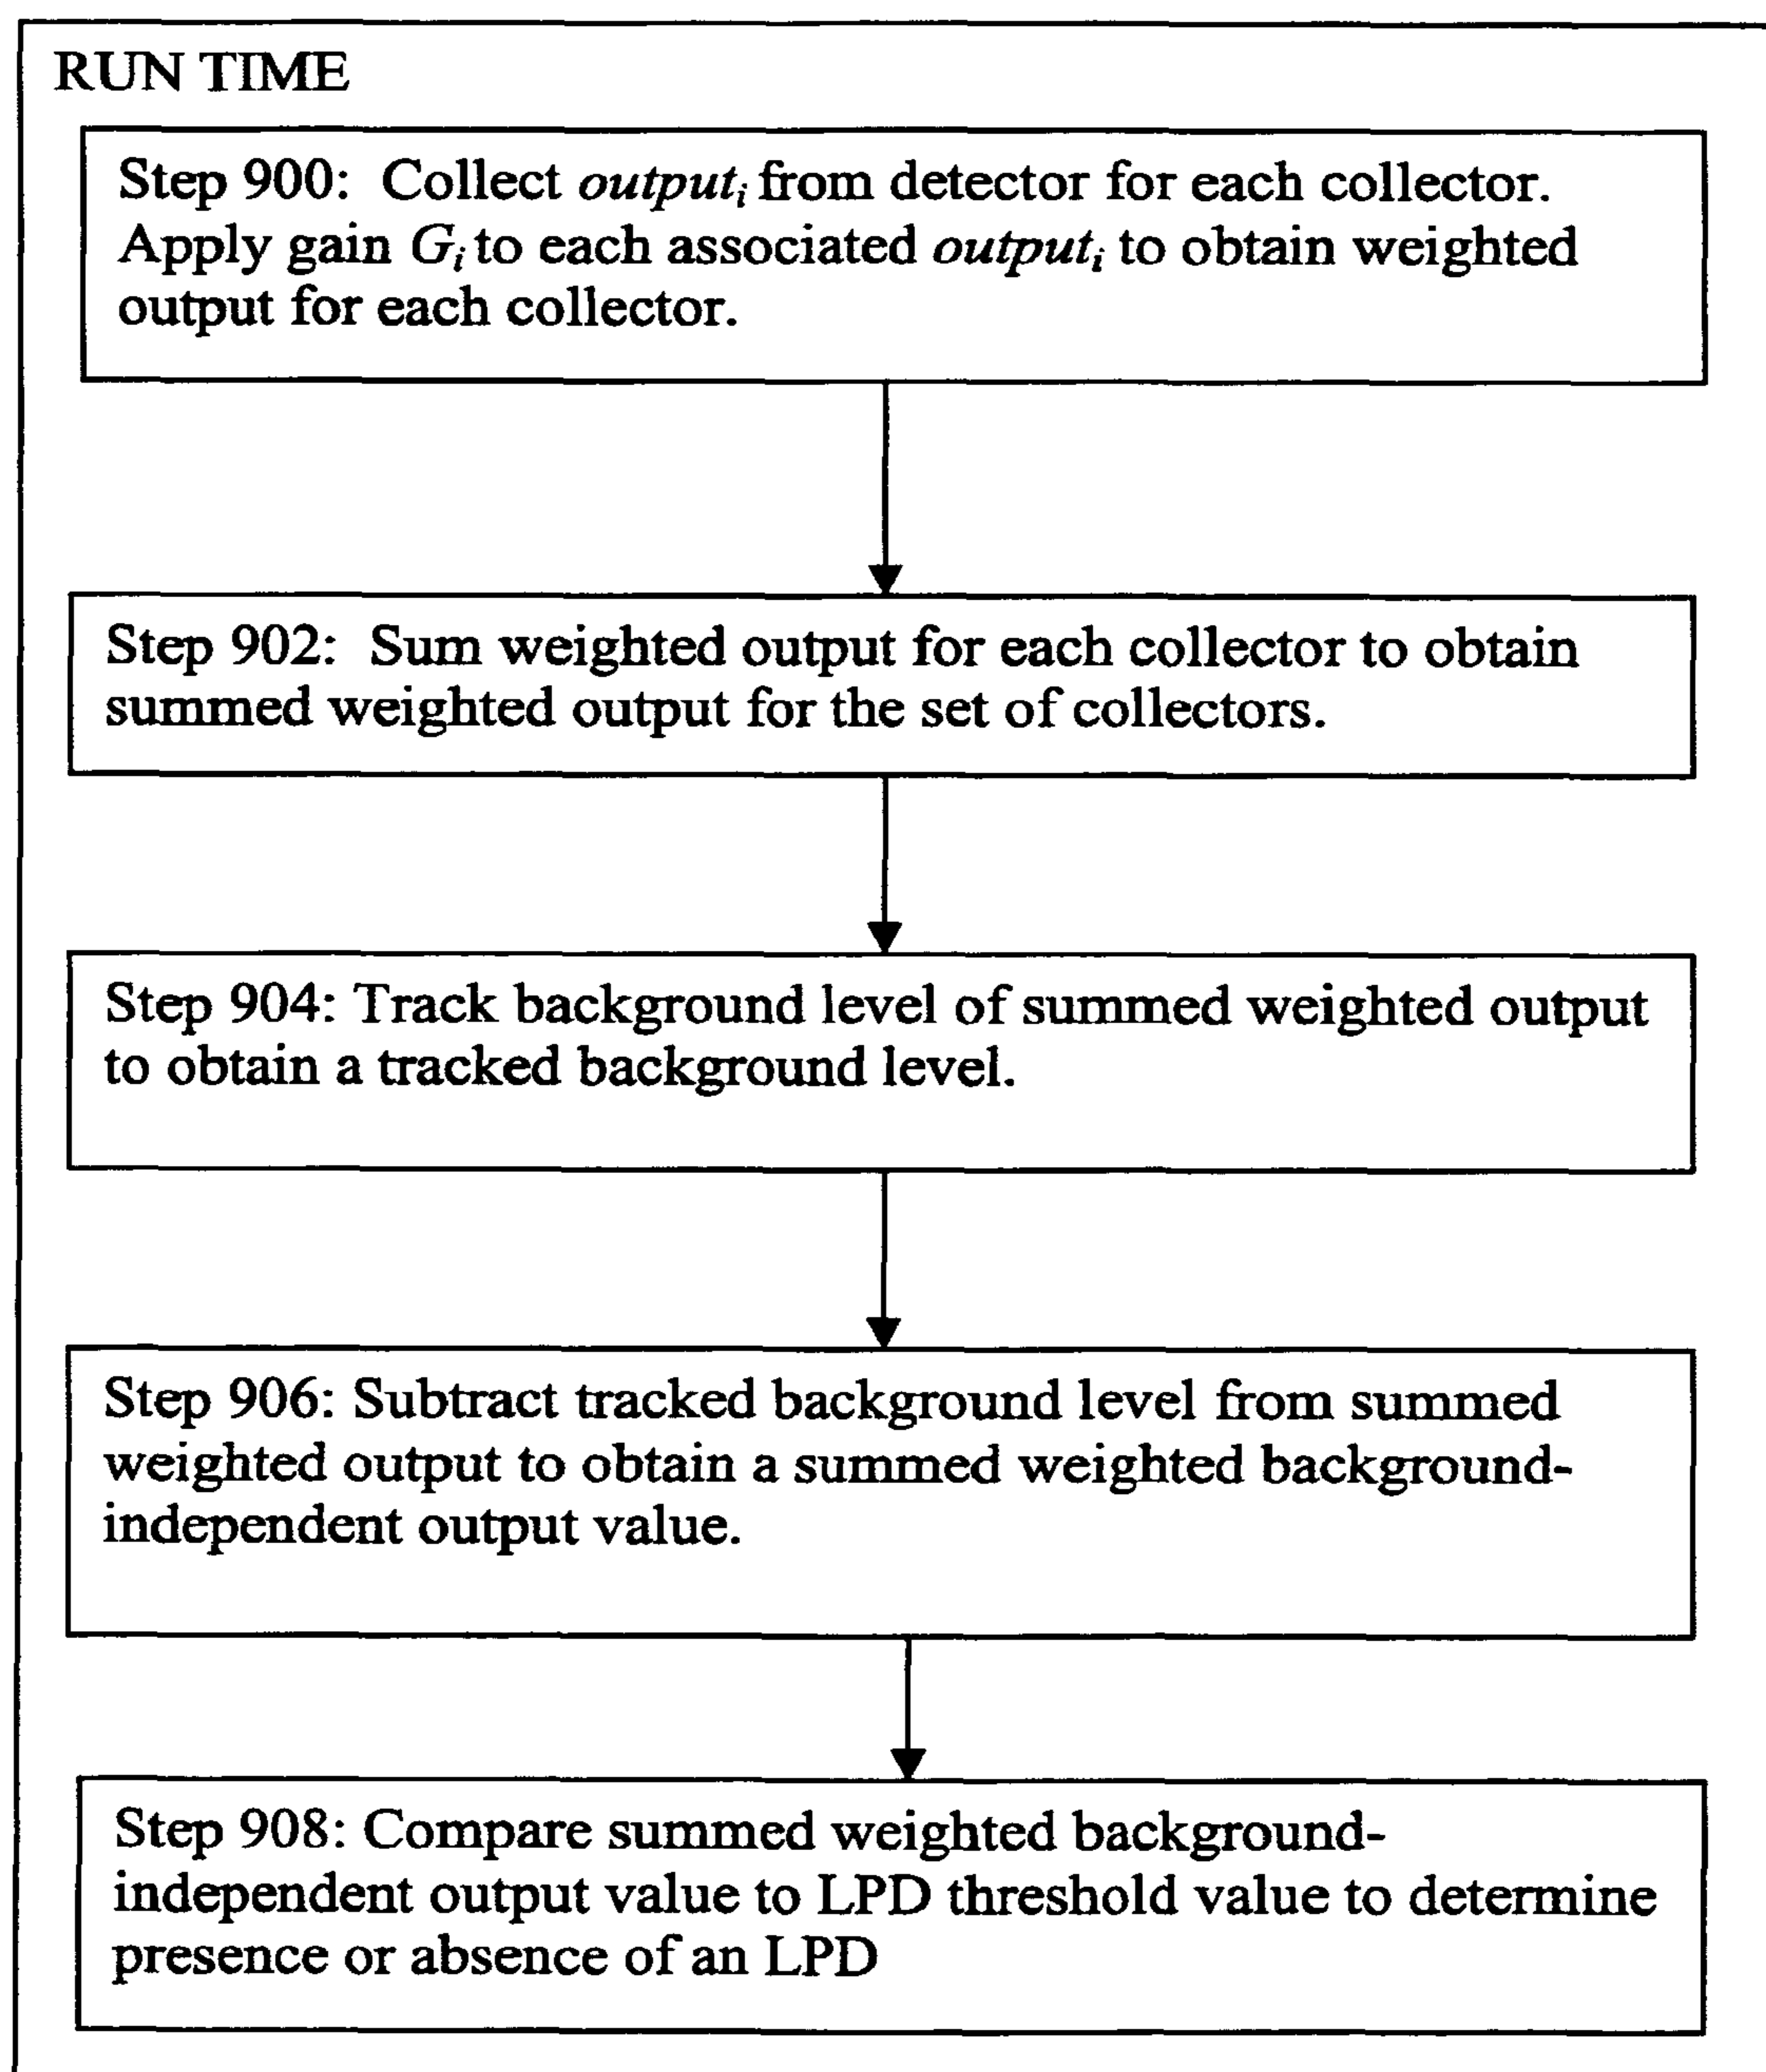 RUN TIME
Step 900: Collect output_i from detector for each collector.
Apply gain G_i to each associated output_i to obtain weighted
output for each collector.
Step 902: Sum weighted output for each collector to obtain
summed weighted output for the set of collectors.
Step 904: Track background level of summed weighted output
to obtain a tracked background level.
Step 906: Subtract tracked background level from summed
weighted output to obtain a summed weighted background-
independent output value.
Step 908: Compare summed weighted background-
independent output value to LPD threshold value to determine
presence or absence of an LPD